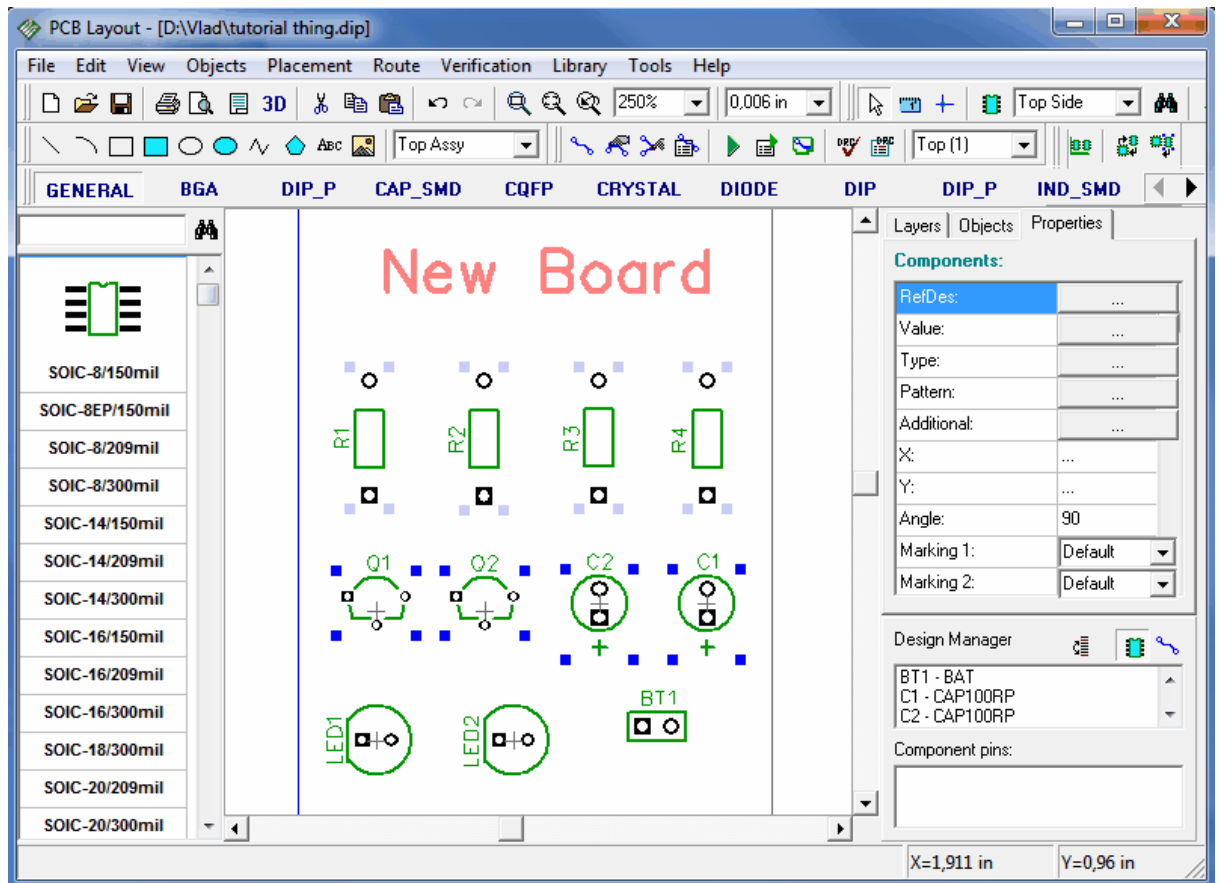 PCB Layout - [D:\Vlad\tutorial thing.dip]
File Edit View Objects Placement Route Verification Library Tools Help
3D 250% 0,006 in Top Side
ABC Top Assy DRC DRC Top (1)
GENERAL BGA DIP_P CAP_SMD CQFP CRYSTAL DIODE DIP DIP_P IND_SMD
SOIC-8/150mil
SOIC-8EP/150mil
SOIC-8/209mil
SOIC-8/300mil
SOIC-14/150mil
SOIC-14/209mil
SOIC-14/300mil
SOIC-16/150mil
SOIC-16/209mil
SOIC-16/300mil
SOIC-18/300mil
SOIC-20/209mil
SOIC-20/300mil
New Board
R1 R2 R3 R4
Q1 Q2 C2 C1
+ +
LED1 LED2 BT1
Layers Objects Properties
Components:
RefDes: ...
Value: ...
Type: ...
Pattern: ...
Additional: ...
X: ...
Y: ...
Angle: 90
Marking 1: Default
Marking 2: Default
Design Manager
BT1 - BAT
C1 - CAP100RP
C2 - CAP100RP
Component pins:
X=1,911 in Y=0,96 in